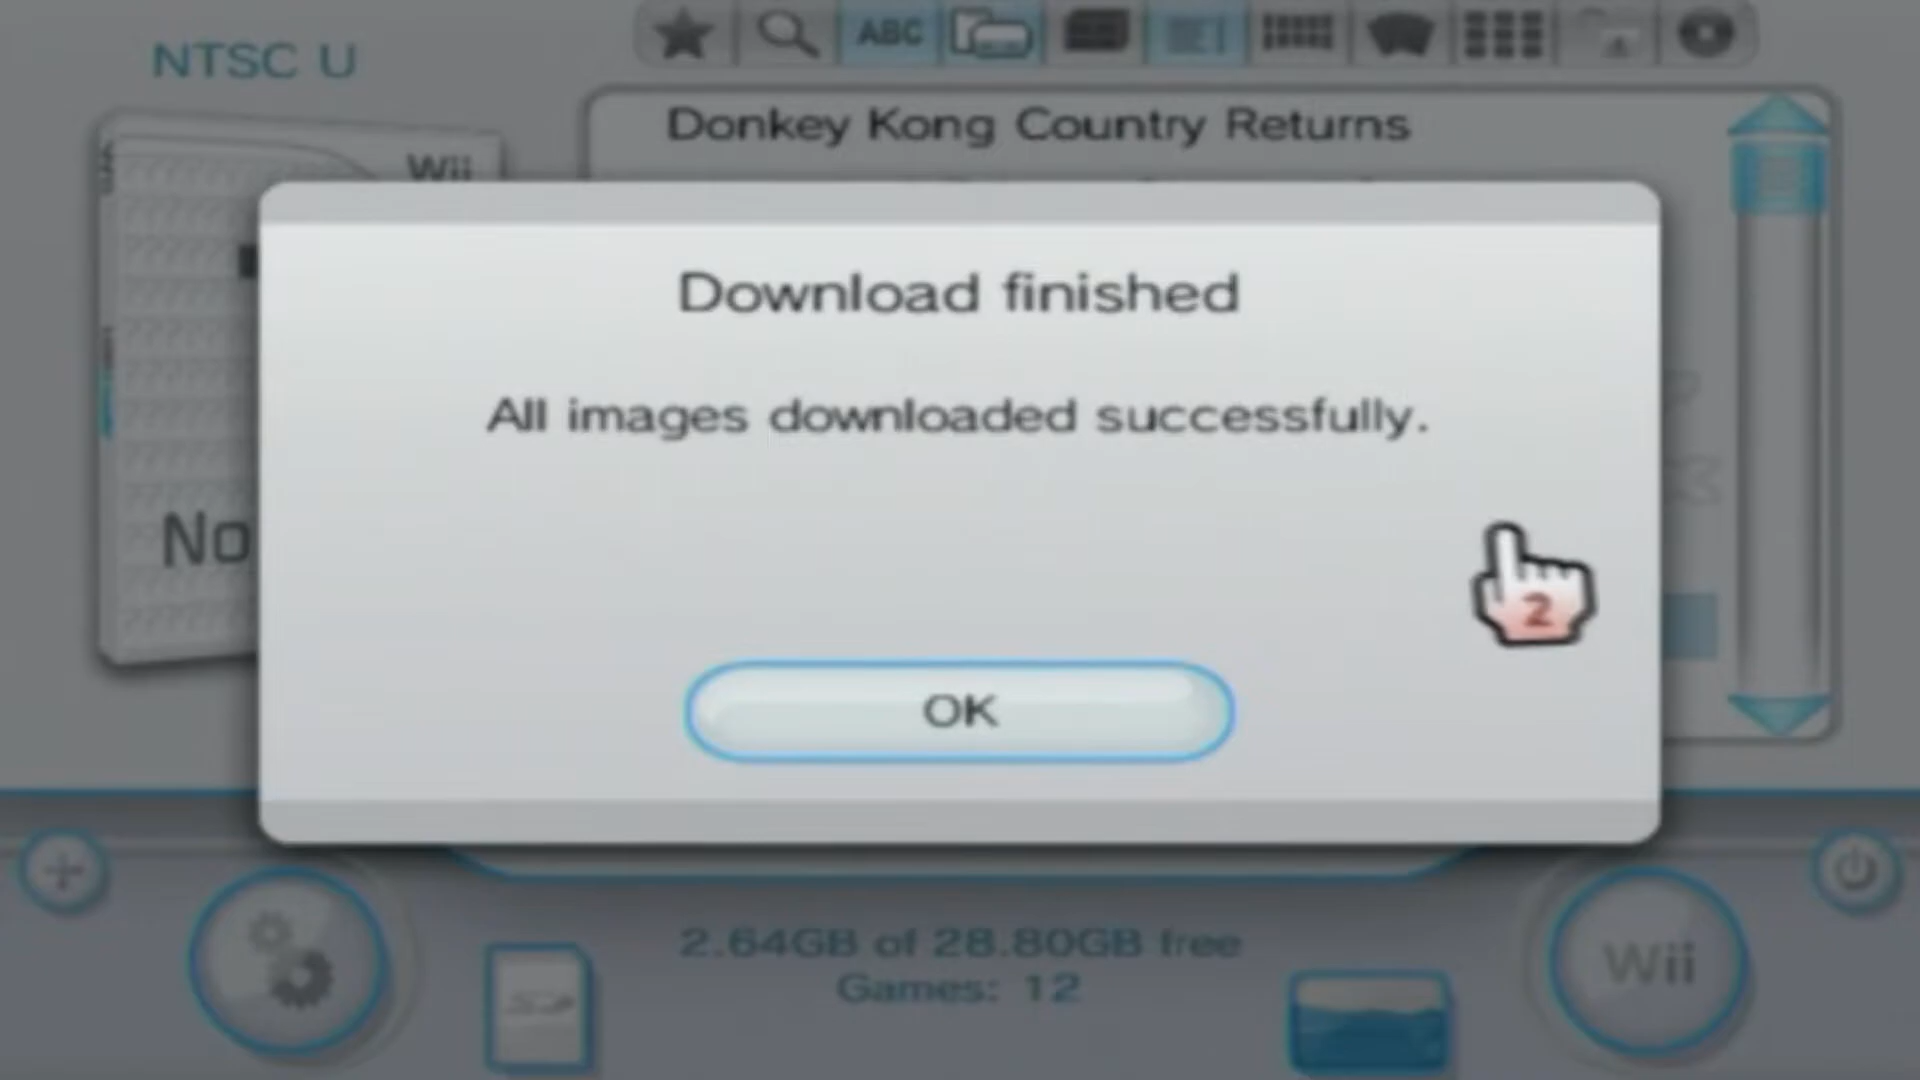 NTSC U
ABC
Donkey Kong Country Returns
Wii
Download finished
All images downloaded successfully.
2
No
OK
2.64GB of 28.80GB free
Games: 12
Wii